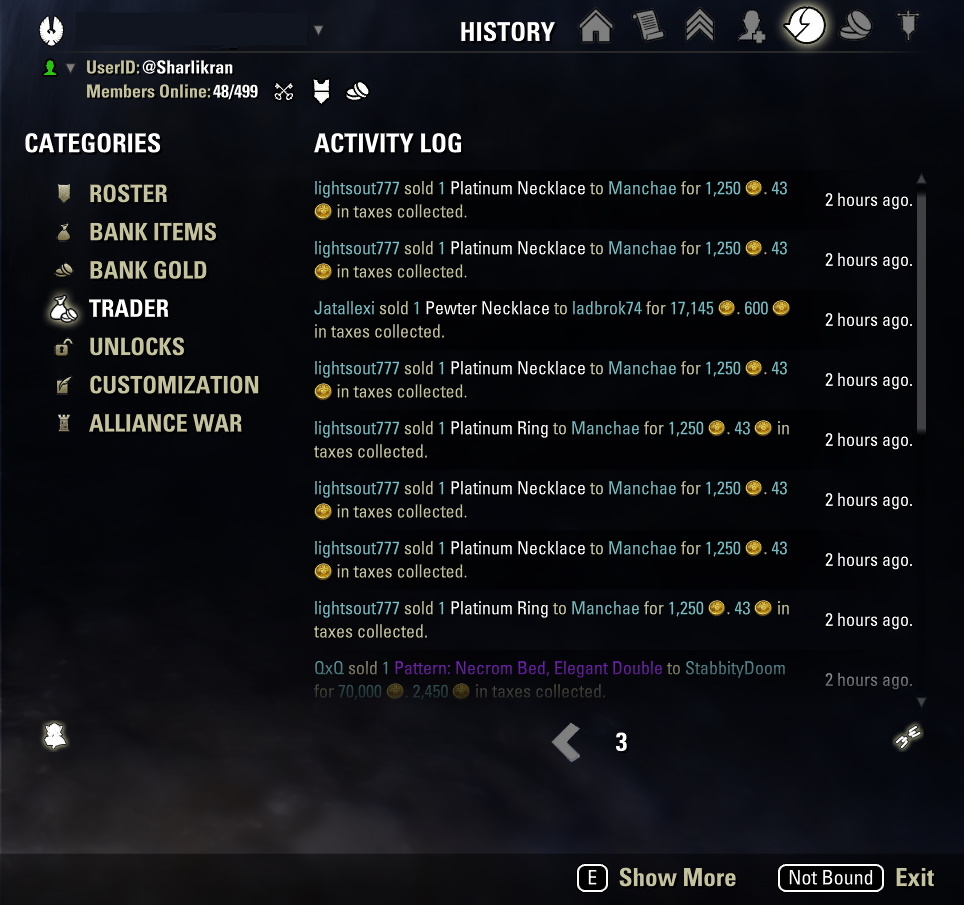 HISTORY
UserID: @Sharlikran
Members Online: 48/499
CATEGORIES
ROSTER
BANK ITEMS
BANK GOLD
TRADER
UNLOCKS
CUSTOMIZATION
ALLIANCE WAR
ACTIVITY LOG
lightsout777 sold 1 Platinum Necklace to Manchae for 1,250 . 43
in taxes collected.
2 hours ago.
lightsout777 sold 1 Platinum Necklace to Manchae for 1,250 . 43
in taxes collected.
2 hours ago.
Jatallexi sold 1 Pewter Necklace to ladbrok74 for 17,145 . 600
in taxes collected.
2 hours ago.
lightsout777 sold 1 Platinum Necklace to Manchae for 1,250 . 43
in taxes collected.
2 hours ago.
lightsout777 sold 1 Platinum Ring to Manchae for 1,250 . 43 in
taxes collected.
2 hours ago.
lightsout777 sold 1 Platinum Necklace to Manchae for 1,250 . 43
in taxes collected.
2 hours ago.
lightsout777 sold 1 Platinum Necklace to Manchae for 1,250 . 43
in taxes collected.
2 hours ago.
lightsout777 sold 1 Platinum Ring to Manchae for 1,250 . 43 in
taxes collected.
2 hours ago.
QxQ sold 1 Pattern: Necrom Bed, Elegant Double to StabbityDoom
for 70,000 . 2,450 in taxes collected.
2 hours ago.
3
E Show More
Not Bound Exit